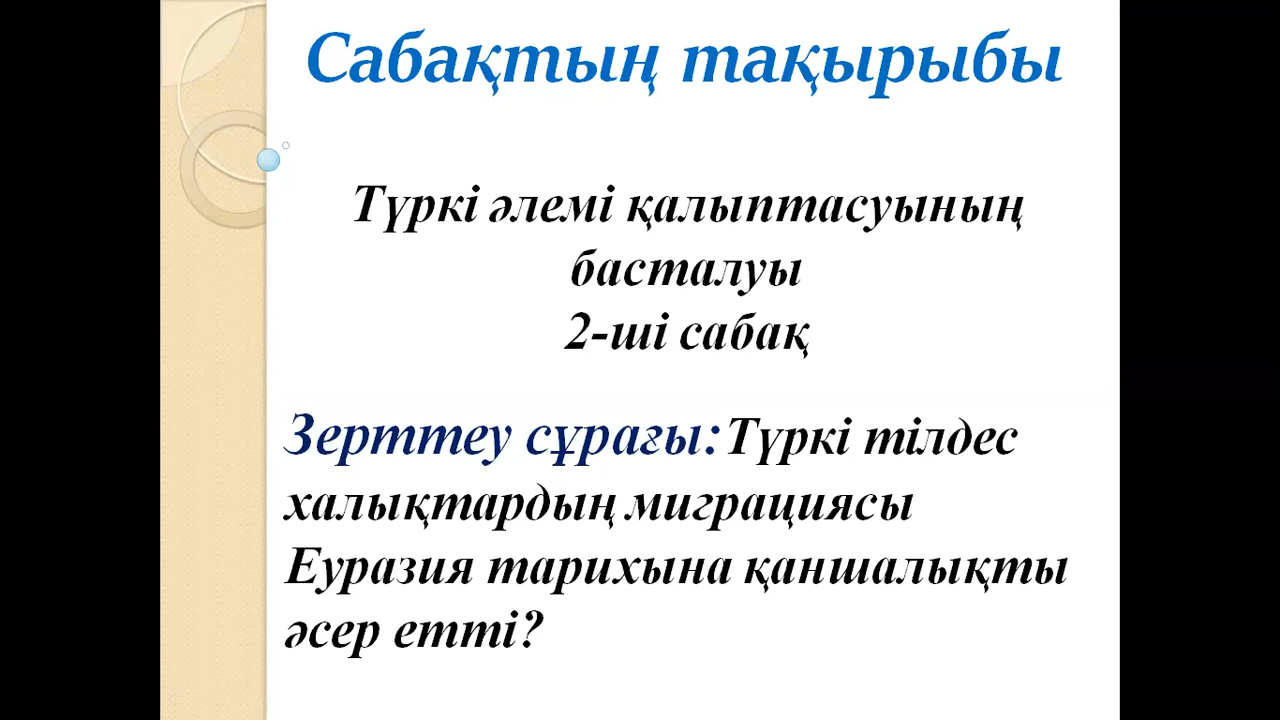 Сабақтың тақырыбы
Түркі әлемі қалыптасуының
басталуы
2-ші сабақ
Зерттеу сұрағы:Түркі тілдес
халықтардың миграциясы
Еуразия тарихына қаншалықты
әсер етті?